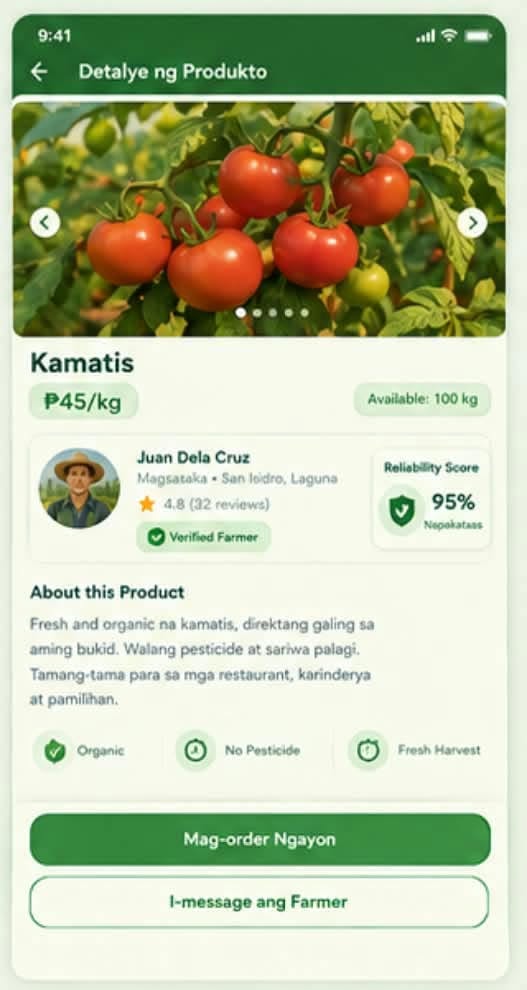 9:41
Detalye ng Produkto
Kamatis
₱45/kg
Available: 100 kg
Juan Dela Cruz
Magsasaka • San Isidro, Laguna
4.8 (32 reviews)
Verified Farmer
Reliability Score
95%
About this Product
Fresh and organic na kamatis, direktang galing sa
aming bukid. Walang pesticide at sariwa palagi.
Tamang-tama para sa mga restaurant, karinderya
at pamilihan.
Organic
No Pesticide
Fresh Harvest
Mag-order Ngayon
I-message ang Farmer